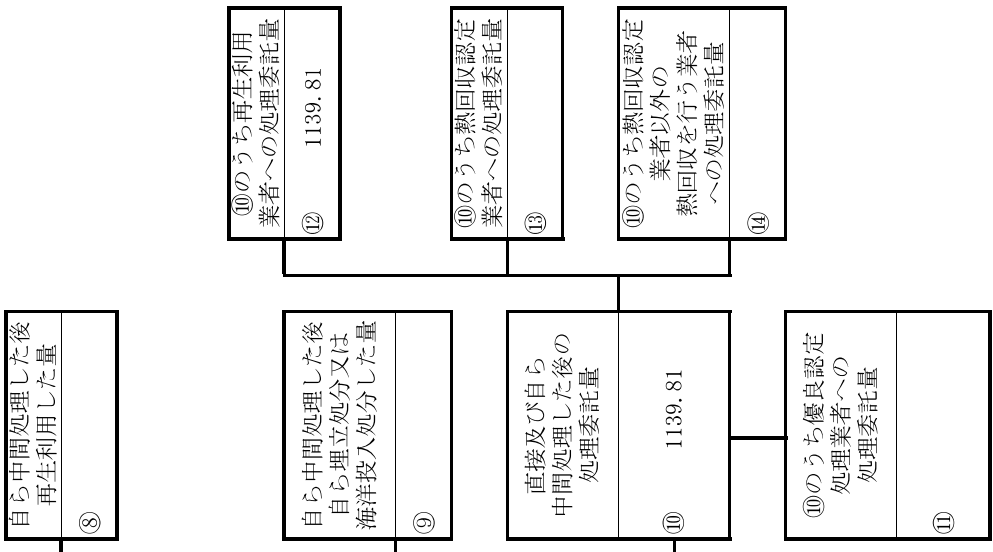 自ら中間処理した後
再生利用した量
⑧
自ら中間処理した後
自ら埋立処分又は
海洋投入処分した量
⑨
直接及び自ら
中間処理した後の
処理委託量
⑩
1139.81
⑩のうち優良認定
処理業者への
処理委託量
⑪
⑩のうち再生利用
業者への処理委託量
⑫
1139.81
⑩のうち熱回収認定
業者への処理委託量
⑬
⑩のうち熱回収認定
業者以外の
熱回収を行う業者
への処理委託量
⑭